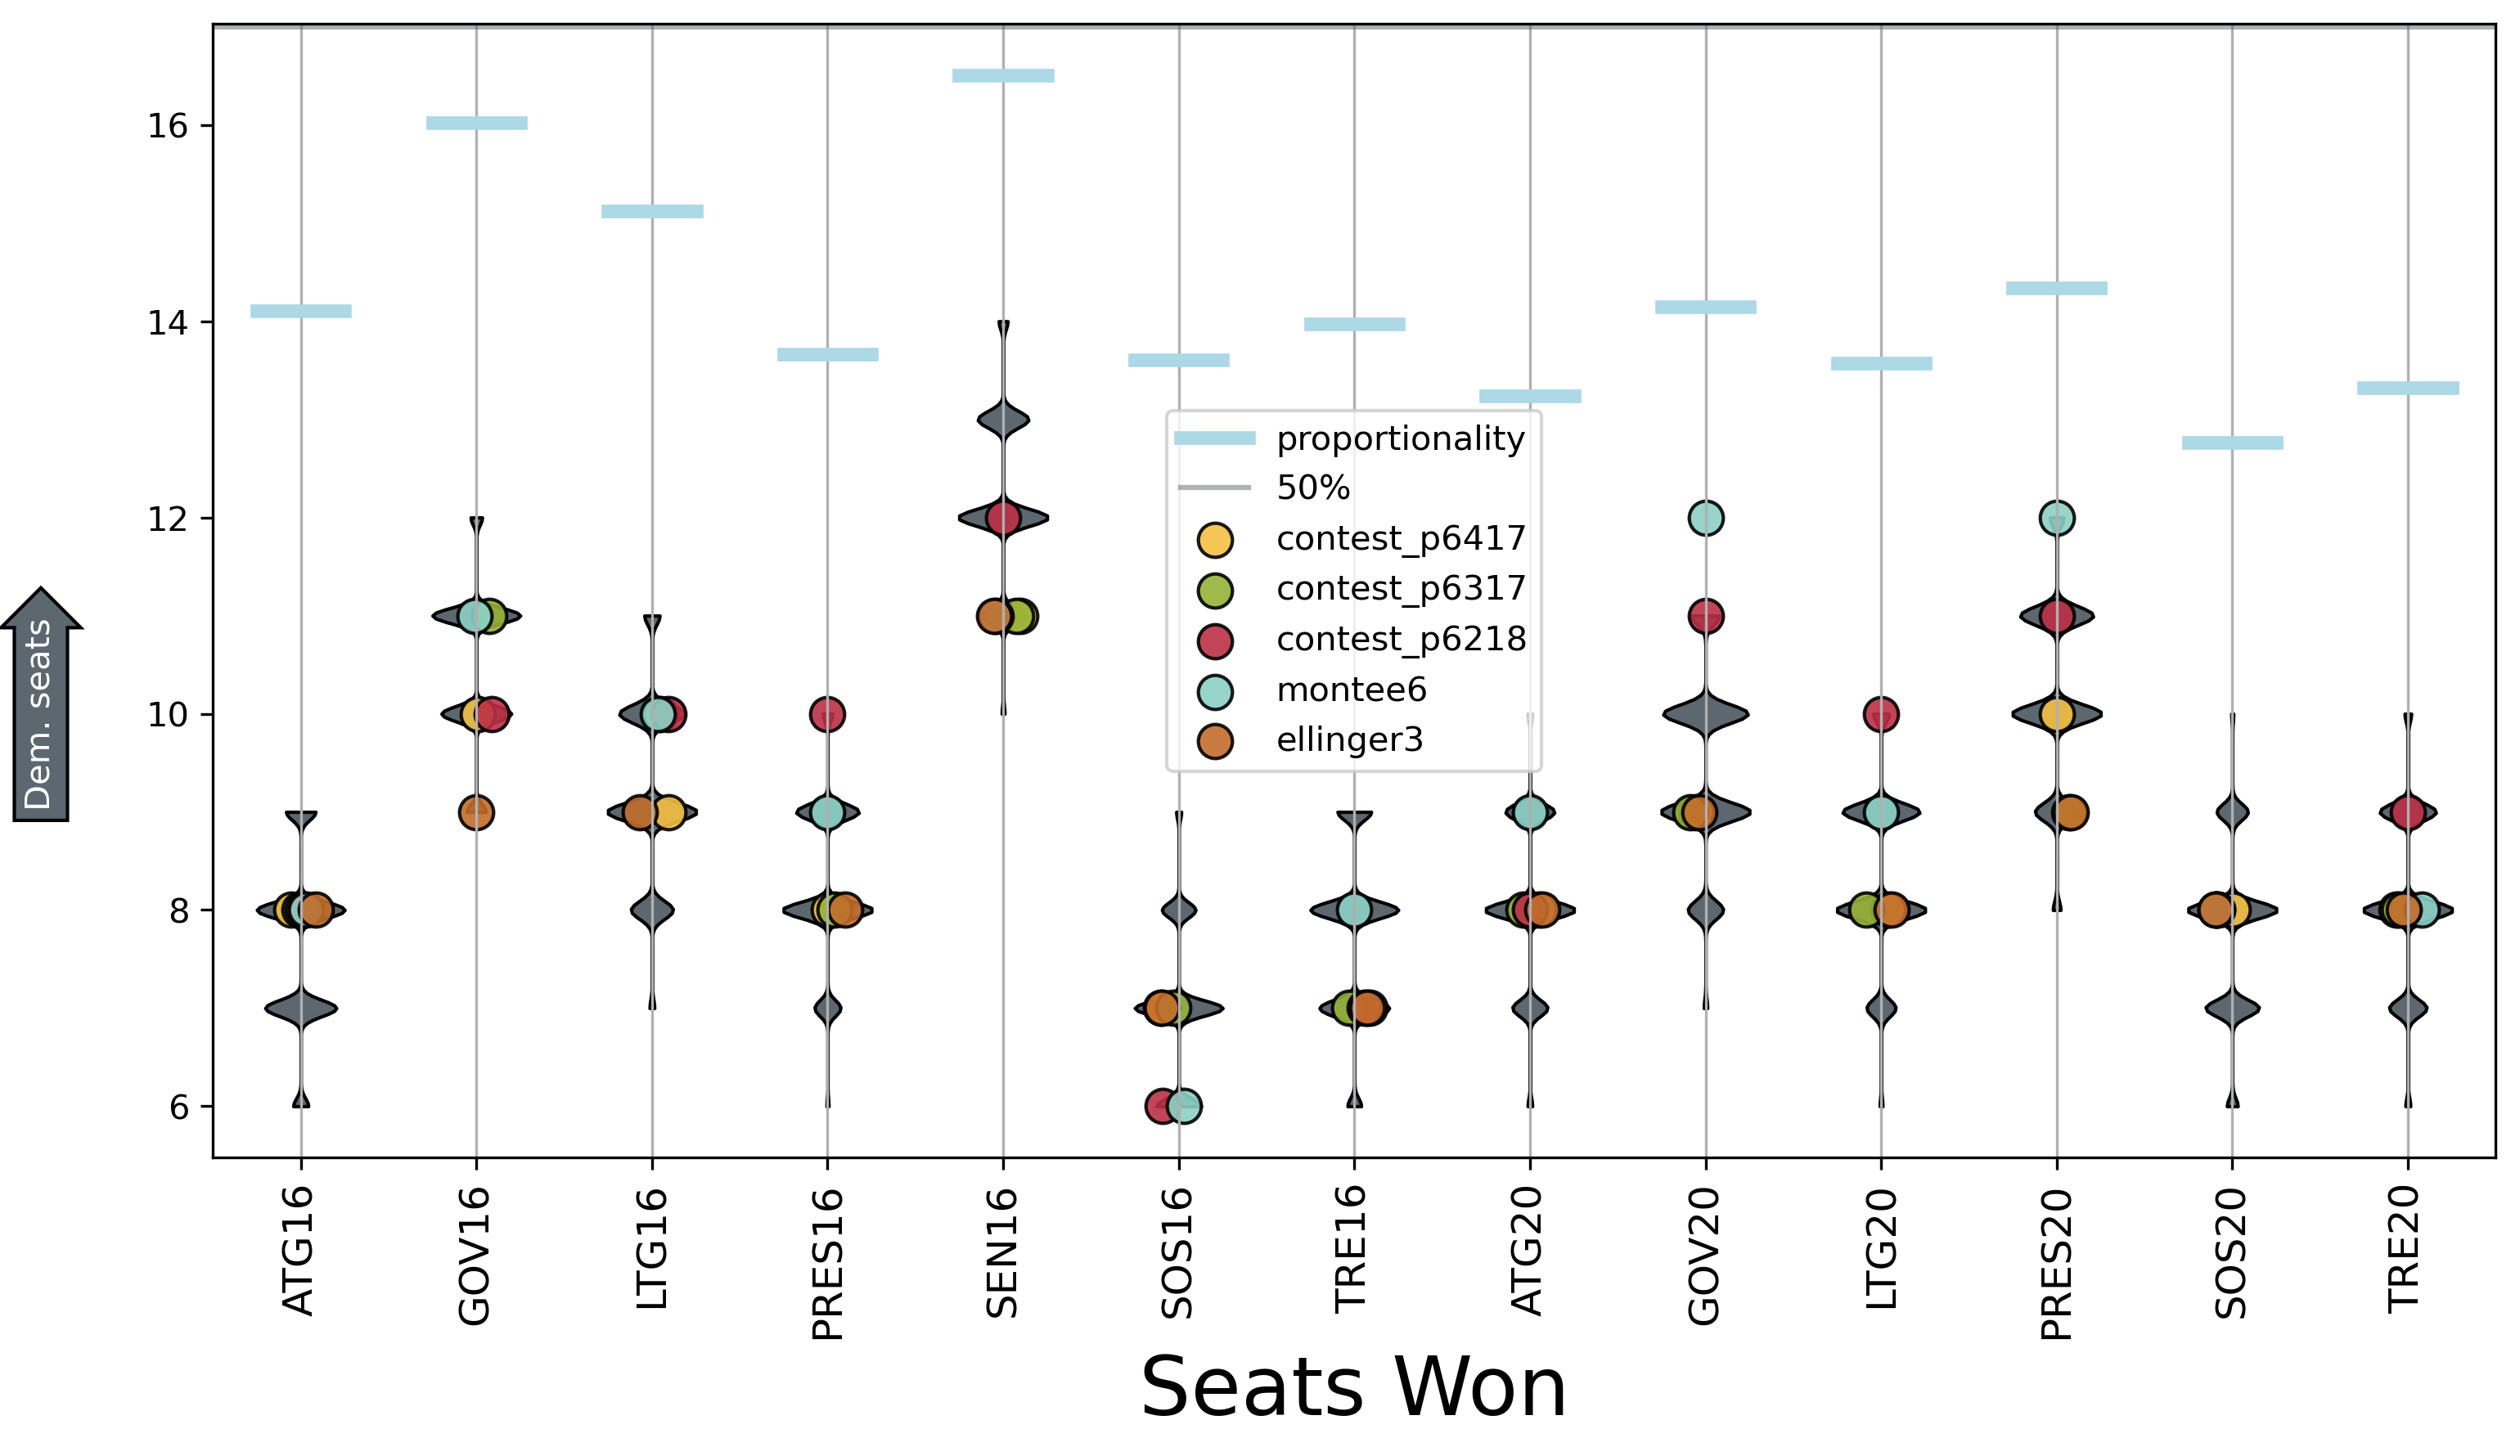 16
14
12
10
8
6
Dem. seats
proportionality
50%
contest_p6417
contest_p6317
contest_p6218
montee6
ellinger3
ATG16
GOV16
LTG16
PRES16
SEN16
SOS16
TRE16
ATG20
GOV20
LTG20
PRES20
SOS20
TRE20
Seats Won